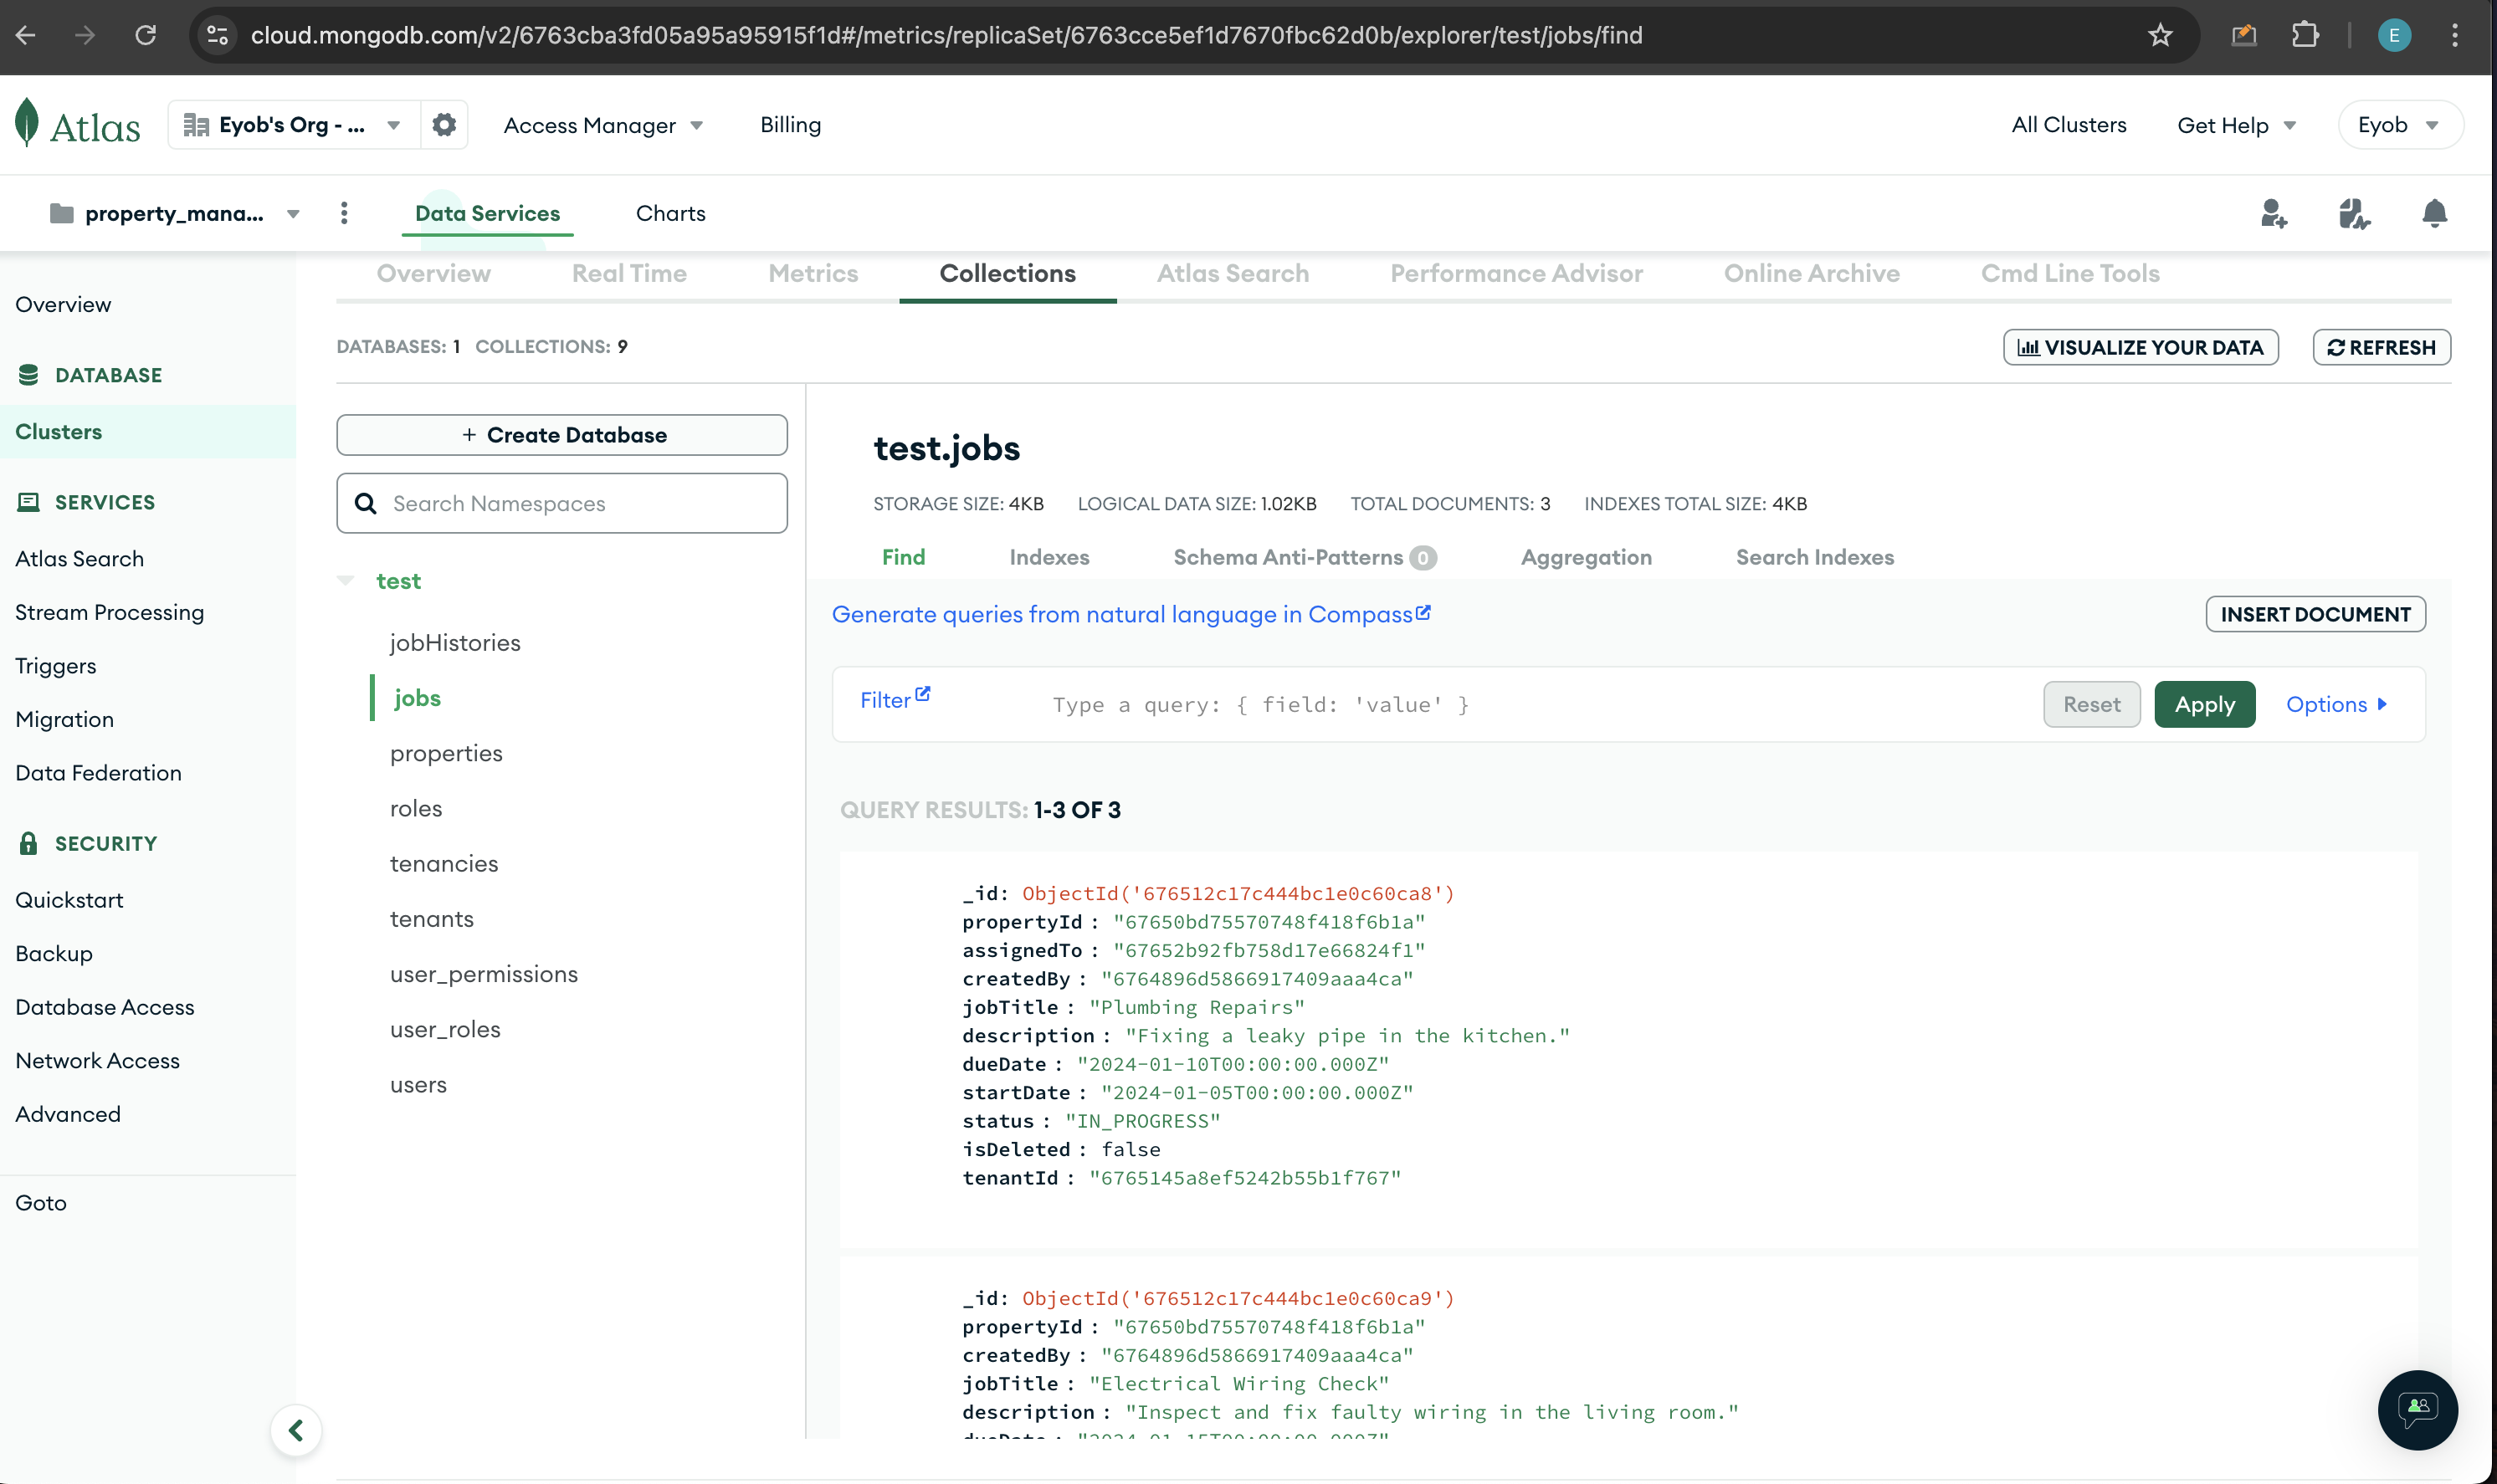 cloud.mongodb.com/v2/6763cba3fd05a95a95915f1d#/metrics/replicaSet/6763cce5ef1d7670fbc62d0b/explorer/test/jobs/find
E
Atlas
Eyob's Org - ...
Access Manager
Billing
All Clusters
Get Help
Eyob
property_mana...
Data Services
Charts
Overview
Real Time
Metrics
Collections
Atlas Search
Performance Advisor
Online Archive
Cmd Line Tools
Overview
DATABASE
Clusters
SERVICES
Atlas Search
Stream Processing
Triggers
Migration
Data Federation
SECURITY
Quickstart
Backup
Database Access
Network Access
Advanced
Goto
DATABASES: 1 COLLECTIONS: 9
VISUALIZE YOUR DATA
REFRESH
+ Create Database
Search Namespaces
test
jobHistories
jobs
properties
roles
tenancies
tenants
user_permissions
user_roles
users
test.jobs
STORAGE SIZE: 4KB LOGICAL DATA SIZE: 1.02KB TOTAL DOCUMENTS: 3 INDEXES TOTAL SIZE: 4KB
Find
Indexes
Schema Anti-Patterns 0
Aggregation
Search Indexes
Generate queries from natural language in Compass
INSERT DOCUMENT
Filter
Type a query: { field: 'value' }
Reset
Apply
Options
QUERY RESULTS: 1-3 OF 3
_id: ObjectId('676512c17c444bc1e0c60ca8')
propertyId : "67650bd75570748f418f6b1a"
assignedTo : "67652b92fb758d17e66824f1"
createdBy : "6764896d5866917409aaa4ca"
jobTitle : "Plumbing Repairs"
description : "Fixing a leaky pipe in the kitchen."
dueDate : "2024-01-10T00:00:00.000Z"
startDate : "2024-01-05T00:00:00.000Z"
status : "IN_PROGRESS"
isDeleted : false
tenantId : "6765145a8ef5242b55b1f767"
_id: ObjectId('676512c17c444bc1e0c60ca9')
propertyId : "67650bd75570748f418f6b1a"
createdBy : "6764896d5866917409aaa4ca"
jobTitle : "Electrical Wiring Check"
description : "Inspect and fix faulty wiring in the living room."
dueDate : "2024-01-15T00:00:00.000Z"